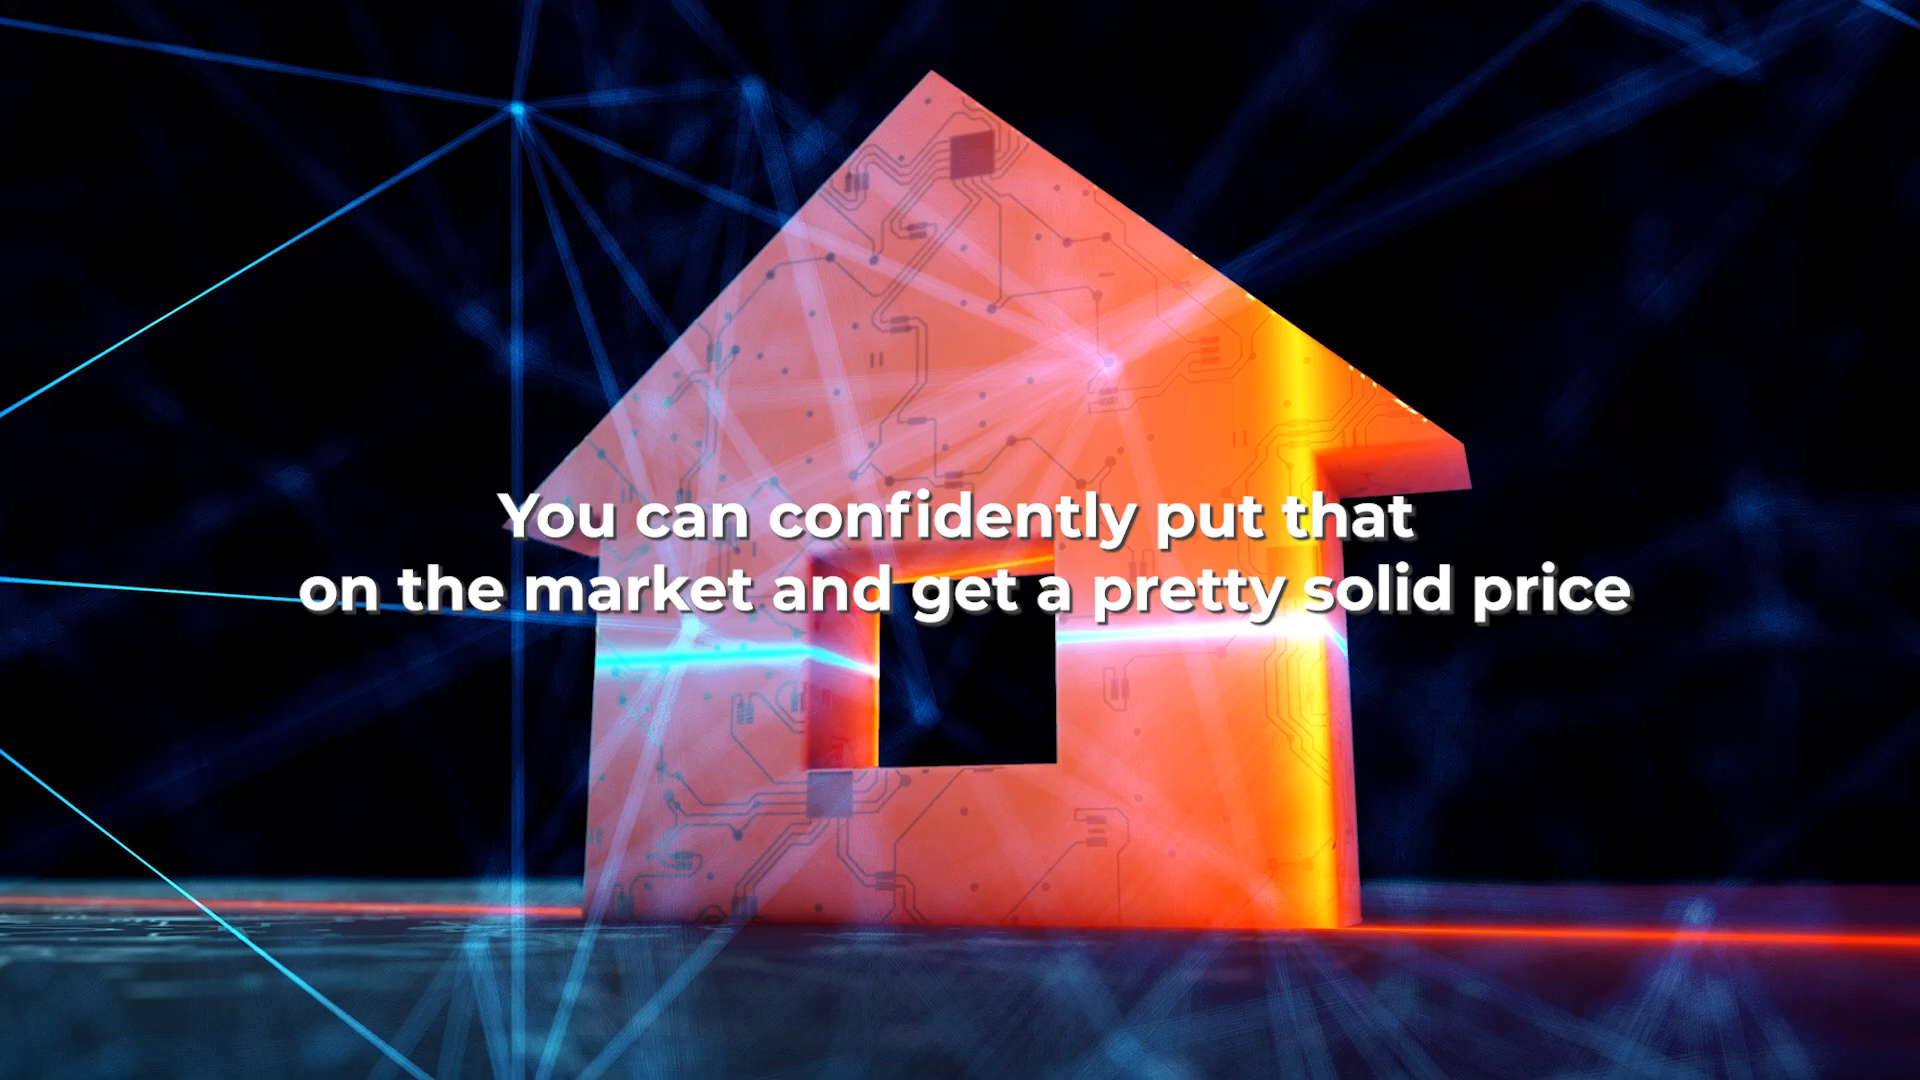 You can confidently put that
on the market and get a pretty solid price